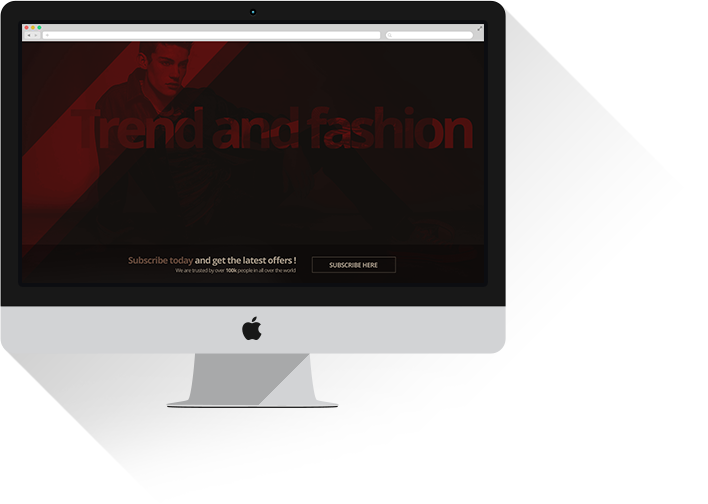 Trend and fashion
Subscribe today and get the latest offers !
We are trusted by over 100k people in all over the world
SUBSCRIBE HERE